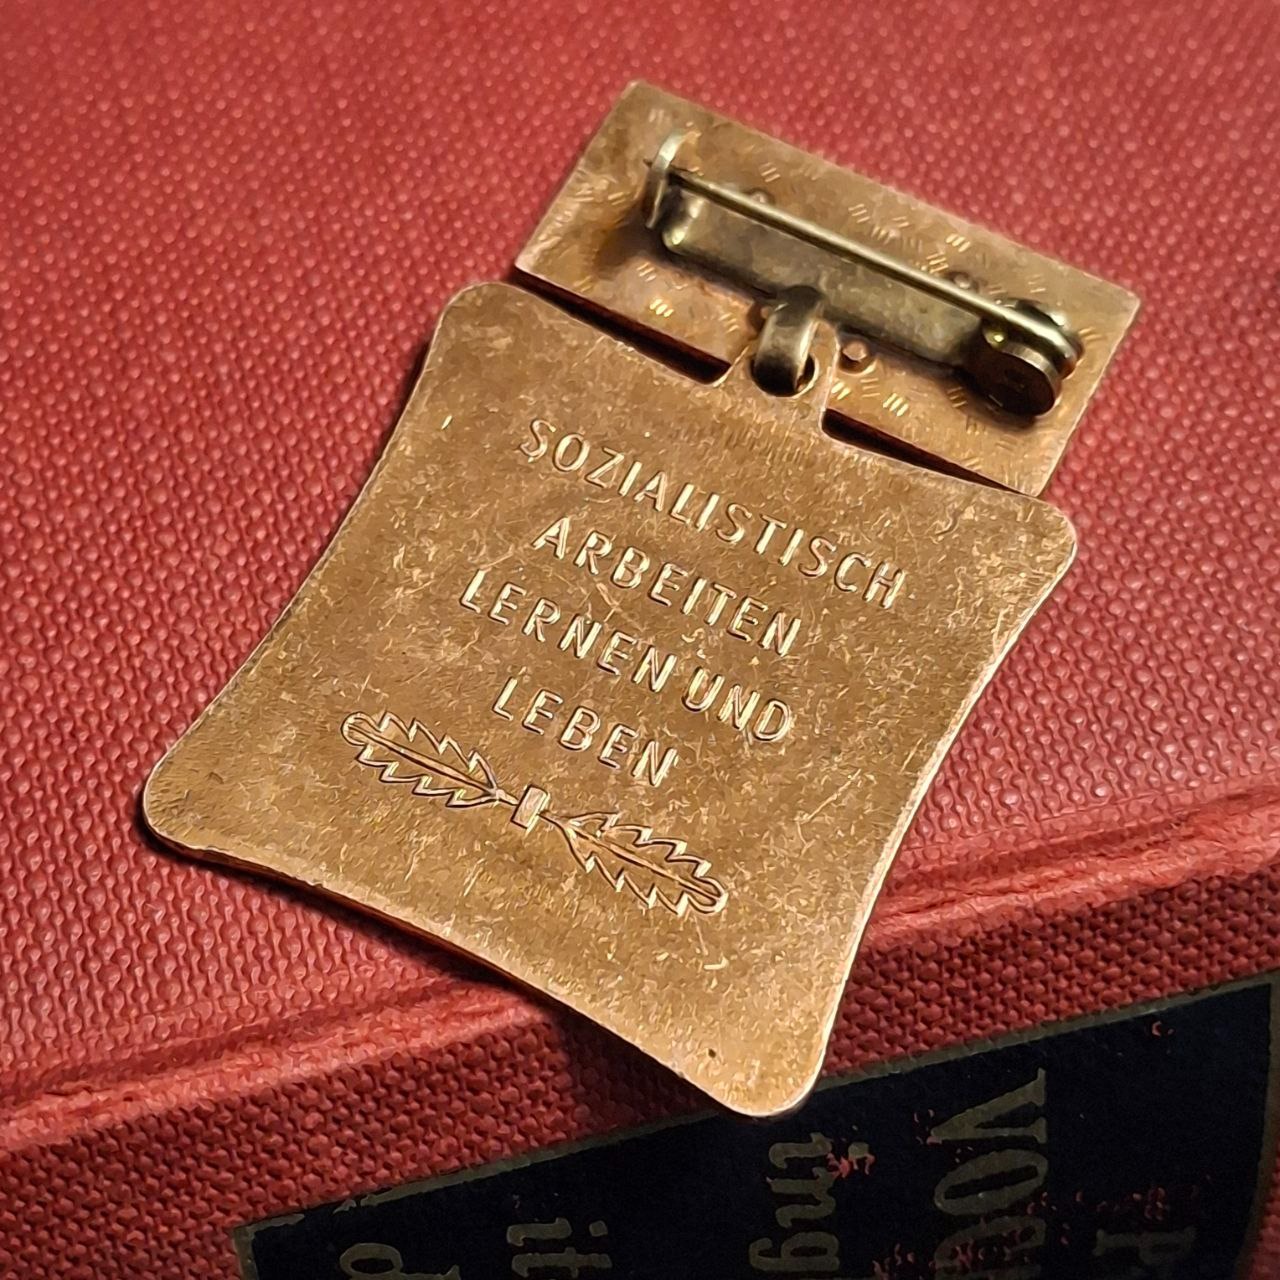 SOZIALISTISCH
ARBEITEN
LERNEN UND
LEBEN